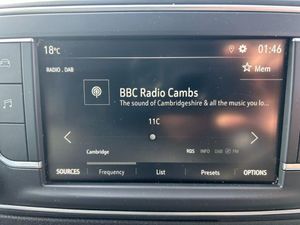 18°C 01:46
RADIO . DAB Mem
BBC Radio Cambs
The sound of Cambridgeshire & all the music you lo...
11C
Cambridge RDS INFO DAB FM
SOURCES Frequency List Presets OPTIONS